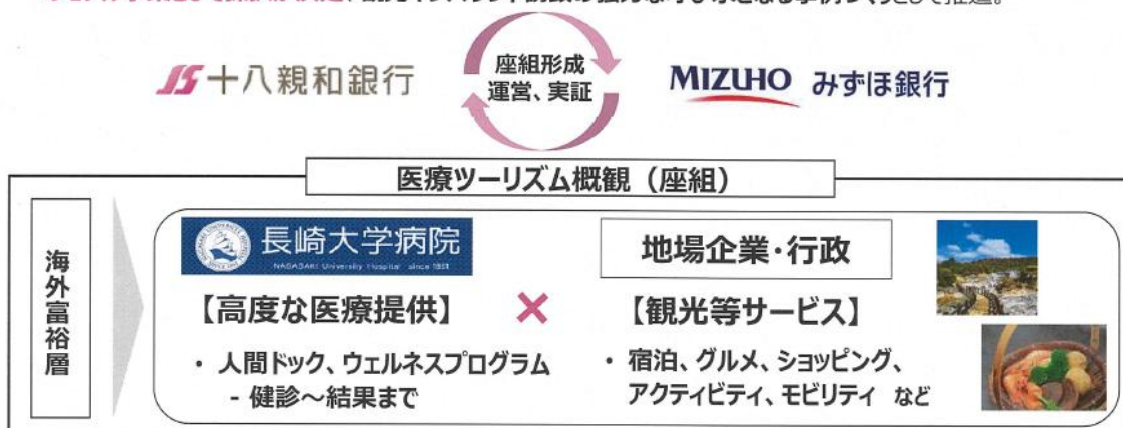 座組形成
運営、実証
十八親和銀行
MIZUHO みずほ銀行
医療ツーリズム概観（座組）
海外富裕層
長崎大学病院
NAGASAKI University Hospital since 1861
地場企業・行政
【高度な医療提供】
×
【観光等サービス】
・ 人間ドック、ウェルネスプログラム
- 健診～結果まで
・ 宿泊、グルメ、ショッピング、
アクティビティ、モビリティ など